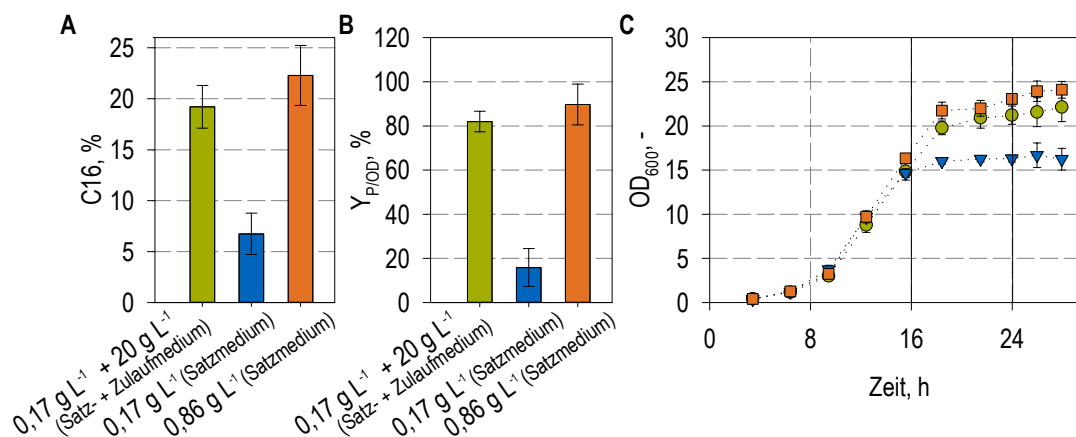 A
C16, %
25
20
15
10
5
0
0,17 g L⁻¹ + 20 g L⁻¹
(Satz- + Zulaufmedium)
0,17 g L⁻¹ (Satzmedium)
0,86 g L⁻¹ (Satzmedium)
B
Y_P/OD, %
120
100
80
60
40
20
0
0,17 g L⁻¹ + 20 g L⁻¹
(Satz- + Zulaufmedium)
0,17 g L⁻¹ (Satzmedium)
0,86 g L⁻¹ (Satzmedium)
C
OD₆₀₀, -
30
25
20
15
10
5
0
0 8 16 24
Zeit, h